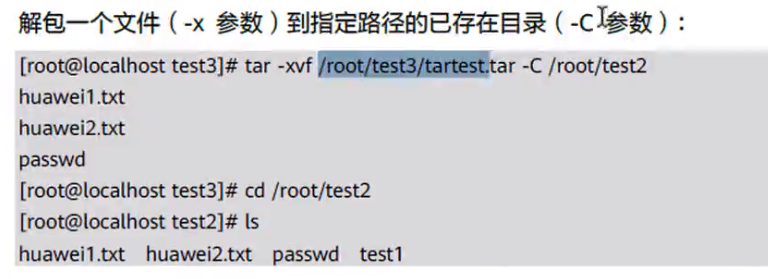 解包一个文件（-x 参数）到指定路径的已存在目录（-C 参数）：
[root@localhost test3]# tar -xvf /root/test3/tartest.tar -C /root/test2
huawei1.txt
huawei2.txt
passwd
[root@localhost test3]# cd /root/test2
[root@localhost test2]# ls
huawei1.txt huawei2.txt passwd test1